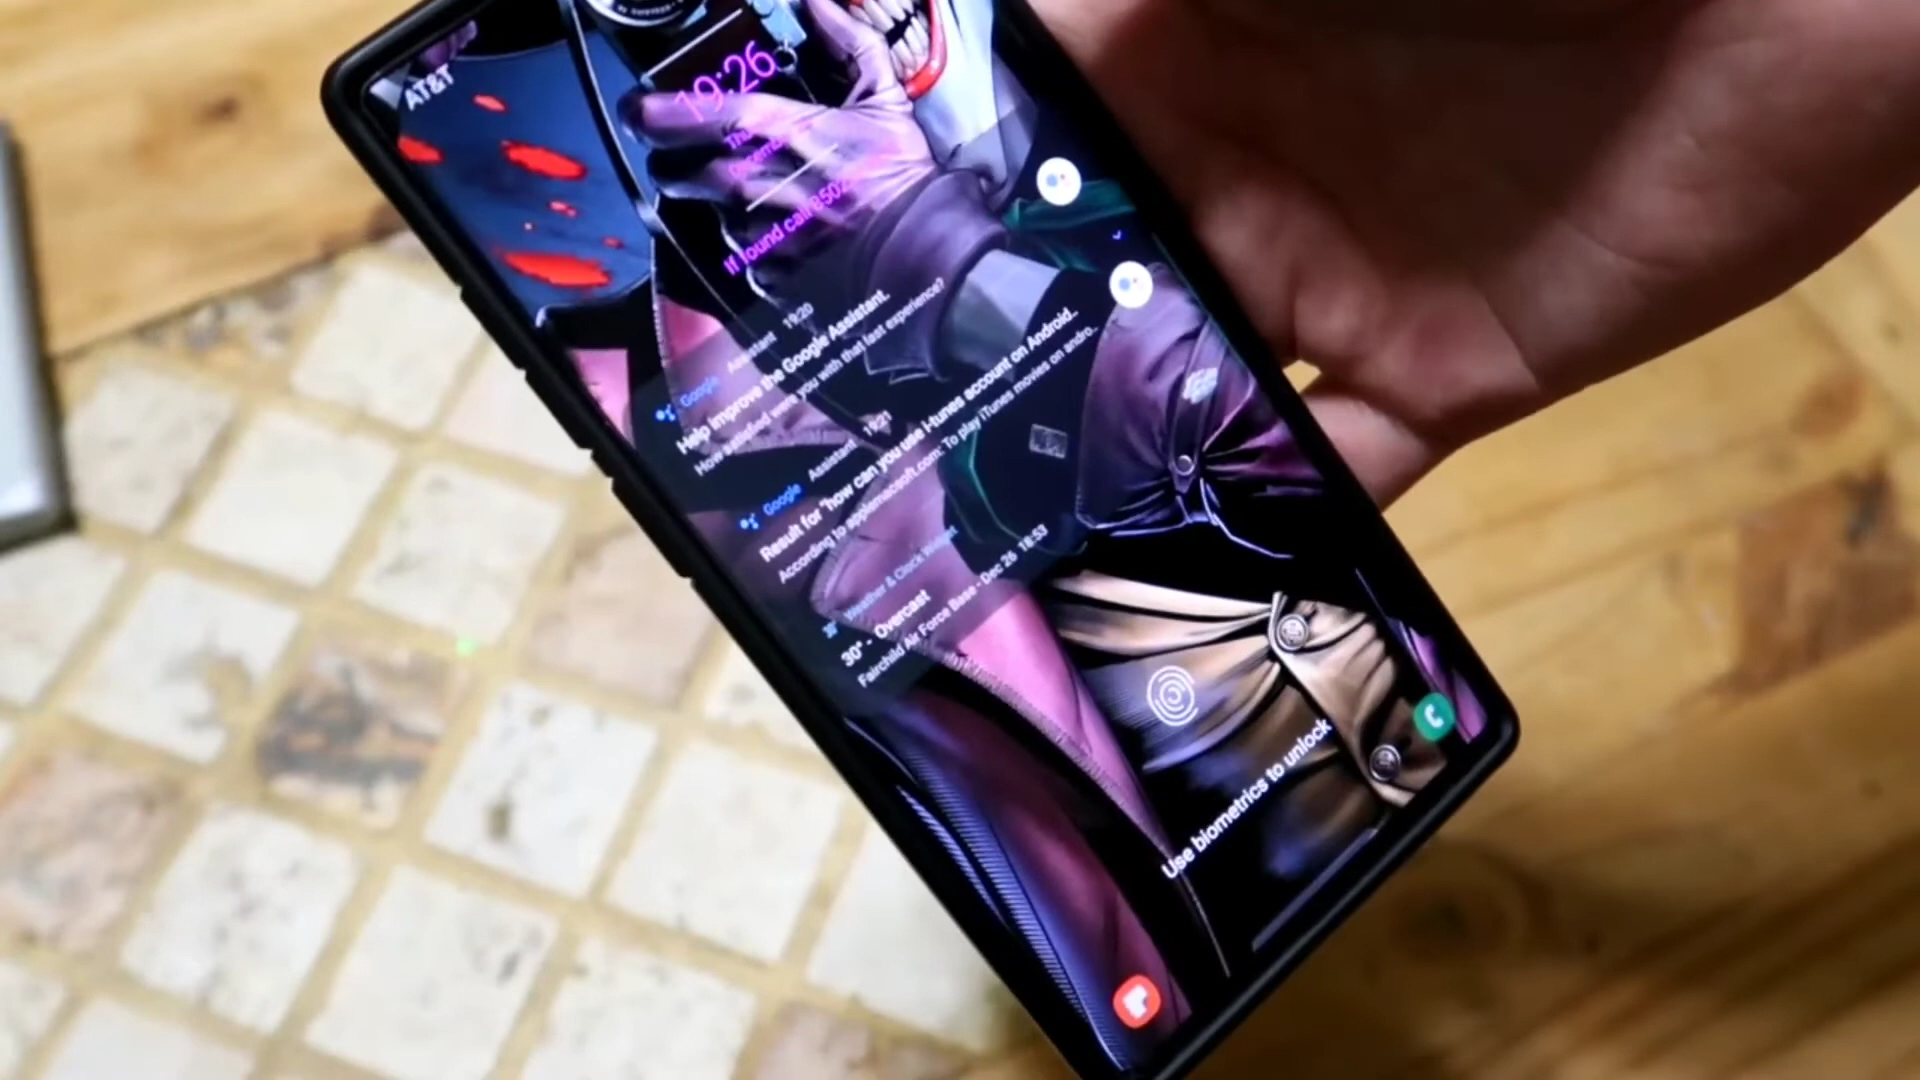 AT&T
19:26
If found call 8502
Google Assistant 19:20
Help improve the Google Assistant.
How satisfied were you with that last experience?
Google Assistant 19:21
Result for "how can you use i-tunes account on Android..
According to applemacsoft.com: To play iTunes movies on andro..
Weather & Clock Widget
30° - Overcast
Fairchild Air Force Base - Dec 26 18:53
Use biometrics to unlock